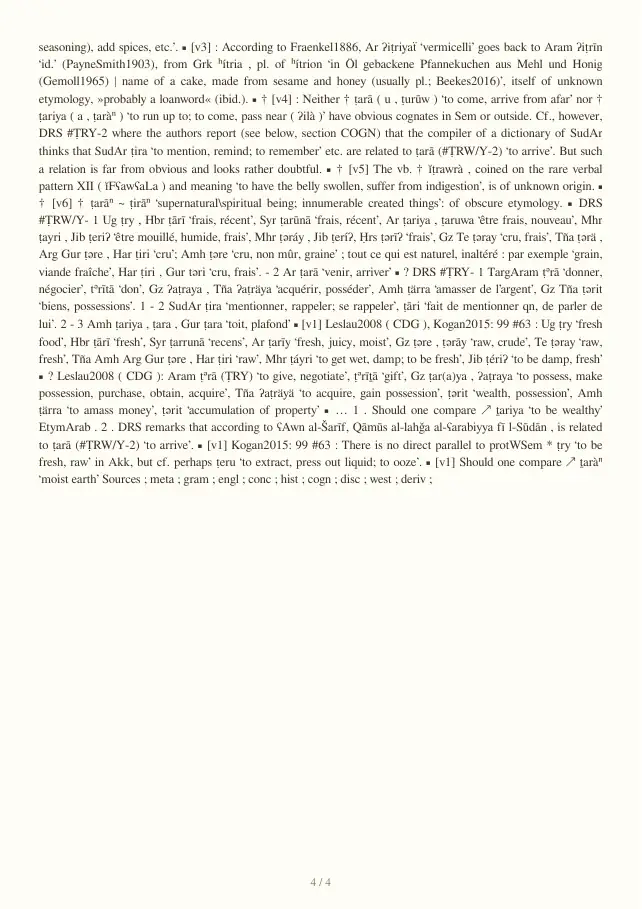 seasoning), add spices, etc.’. ▪ [v3] : According to Fraenkel1886, Ar ʔiṭriyaẗ ‘vermicelli’ goes back to Aram ʔiṭrīn
‘id.’ (PayneSmith1903), from Grk ʰítria , pl. of ʰítrion ‘in Öl gebackene Pfannekuchen aus Mehl und Honig
(Gemoll1965) | name of a cake, made from sesame and honey (usually pl.; Beekes2016)’, itself of unknown
etymology, »probably a loanword« (ibid.). ▪ † [v4] : Neither † ṭarā ( u , ṭurūw ) ‘to come, arrive from afar’ nor †
ṭariya ( a , ṭaràⁿ ) ‘to run up to; to come, pass near ( ʔilà )’ have obvious cognates in Sem or outside. Cf., however,
DRS #ṬRY-2 where the authors report (see below, section COGN) that the compiler of a dictionary of SudAr
thinks that SudAr ṭira ‘to mention, remind; to remember’ etc. are related to ṭarā (#ṬRW/Y-2) ‘to arrive’. But such
a relation is far from obvious and looks rather doubtful. ▪ † [v5] The vb. † ĭṭrawrà , coined on the rare verbal
pattern XII ( ĭFʕawʕaLa ) and meaning ‘to have the belly swollen, suffer from indigestion’, is of unknown origin. ▪
† [v6] † ṭarāⁿ ~ ṭirāⁿ ‘supernatural\spiritual being; innumerable created things’: of obscure etymology. ▪ DRS
#ṬRW/Y- 1 Ug ṭry , Hbr ṭārī ‘frais, récent’, Syr ṭarūnā ‘frais, récent’, Ar ṭariya , ṭaruwa ‘être frais, nouveau’, Mhr
ṭayri , Jib ṭeriʔ ‘être mouillé, humide, frais’, Mhr ṭəráy , Jib ṭeríʔ, Ḥrs ṭərīʔ ‘frais’, Gz Te ṭəray ‘cru, frais’, Tña ṭərä ,
Arg Gur ṭəre , Har ṭiri ‘cru’; Amh ṭəre ‘cru, non mûr, graine’ ; tout ce qui est naturel, inaltéré : par exemple ‘grain,
viande fraîche’, Har ṭiri , Gur ṭəri ‘cru, frais’. - 2 Ar ṭarā ‘venir, arriver’ ▪ ? DRS #ṬRY- 1 TargAram ṭᵊrā ‘donner,
négocier’, ṭᵊrītā ‘don’, Gz ʔaṭraya , Tña ʔaṭräya ‘acquérir, posséder’, Amh ṭärra ‘amasser de l’argent’, Gz Tña ṭərit
‘biens, possessions’. 1 - 2 SudAr ṭira ‘mentionner, rappeler; se rappeler’, ṭāri ‘fait de mentionner qn, de parler de
lui’. 2 - 3 Amh ṭariya , ṭara , Gur ṭara ‘toit, plafond’ ▪ [v1] Leslau2008 ( CDG ), Kogan2015: 99 #63 : Ug ṭry ‘fresh
food’, Hbr ṭārī ‘fresh’, Syr ṭarrunā ‘recens’, Ar ṭarīy ‘fresh, juicy, moist’, Gz ṭəre , ṭərāy ‘raw, crude’, Te ṭəray ‘raw,
fresh’, Tña Amh Arg Gur ṭəre , Har ṭiri ‘raw’, Mhr ṭáyri ‘to get wet, damp; to be fresh’, Jib ṭériʔ ‘to be damp, fresh’
▪ ? Leslau2008 ( CDG ): Aram ṭᵊrā (ṬRY) ‘to give, negotiate’, ṭᵊrīṯā ‘gift’, Gz ṭar(a)ya , ʔaṭraya ‘to possess, make
possession, purchase, obtain, acquire’, Tña ʔaṭräyä ‘to acquire, gain possession’, ṭərit ‘wealth, possession’, Amh
ṭärra ‘to amass money’, ṭərit ‘accumulation of property’ ▪ … 1 . Should one compare ↗ ṯariya ‘to be wealthy’
EtymArab . 2 . DRS remarks that according to ʕAwn al-Šarīf, Qāmūs al-lahǧa al-ʕarabiyya fī l-Sūdān , is related
to ṭarā (#ṬRW/Y-2) ‘to arrive’. ▪ [v1] Kogan2015: 99 #63 : There is no direct parallel to protWSem * ṭry ‘to be
fresh, raw’ in Akk, but cf. perhaps ṭeru ‘to extract, press out liquid; to ooze’. ▪ [v1] Should one compare ↗ ṯaràⁿ
‘moist earth’ Sources ; meta ; gram ; engl ; conc ; hist ; cogn ; disc ; west ; deriv ;
4 / 4